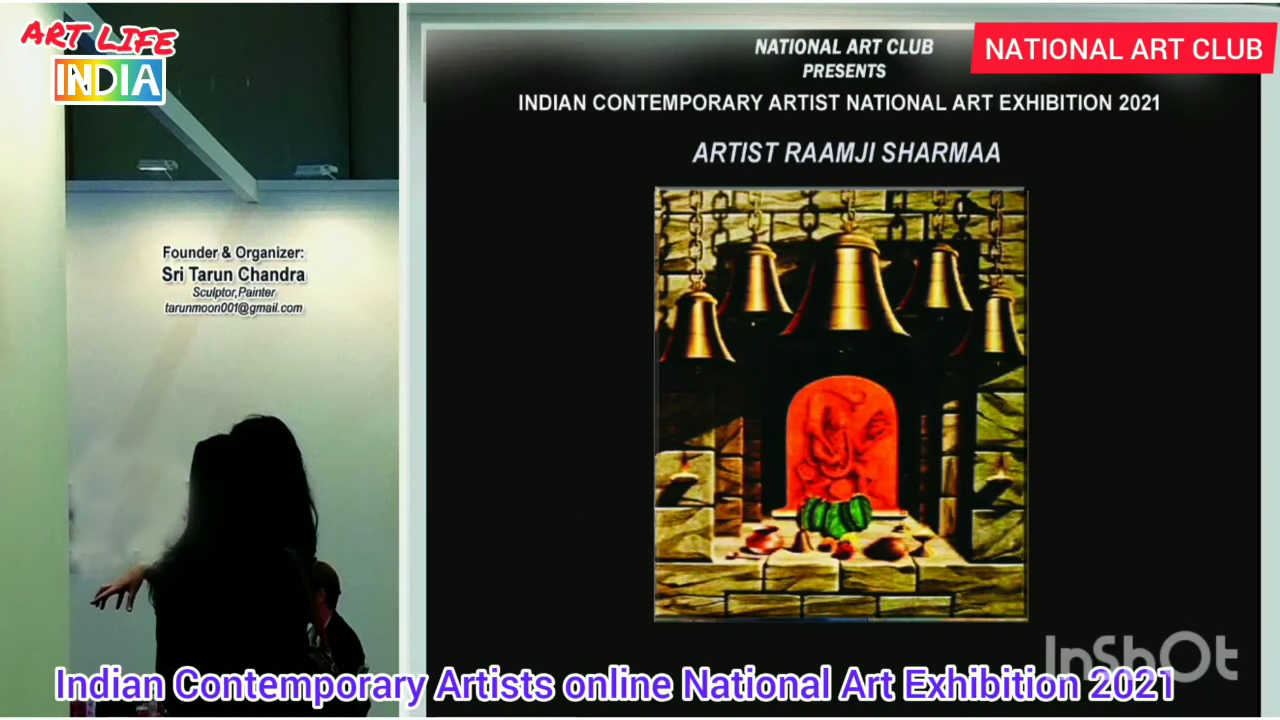 ART LIFE
INDIA
NATIONAL ART CLUB
PRESENTS
NATIONAL ART CLUB
INDIAN CONTEMPORARY ARTIST NATIONAL ART EXHIBITION 2021
ARTIST RAAMJI SHARMAA
Founder & Organizer:
Sri Tarun Chandra
Sculptor,Painter
tarunmoon001@gmail.com
InShOt
Indian Contemporary Artists online National Art Exhibition 2021